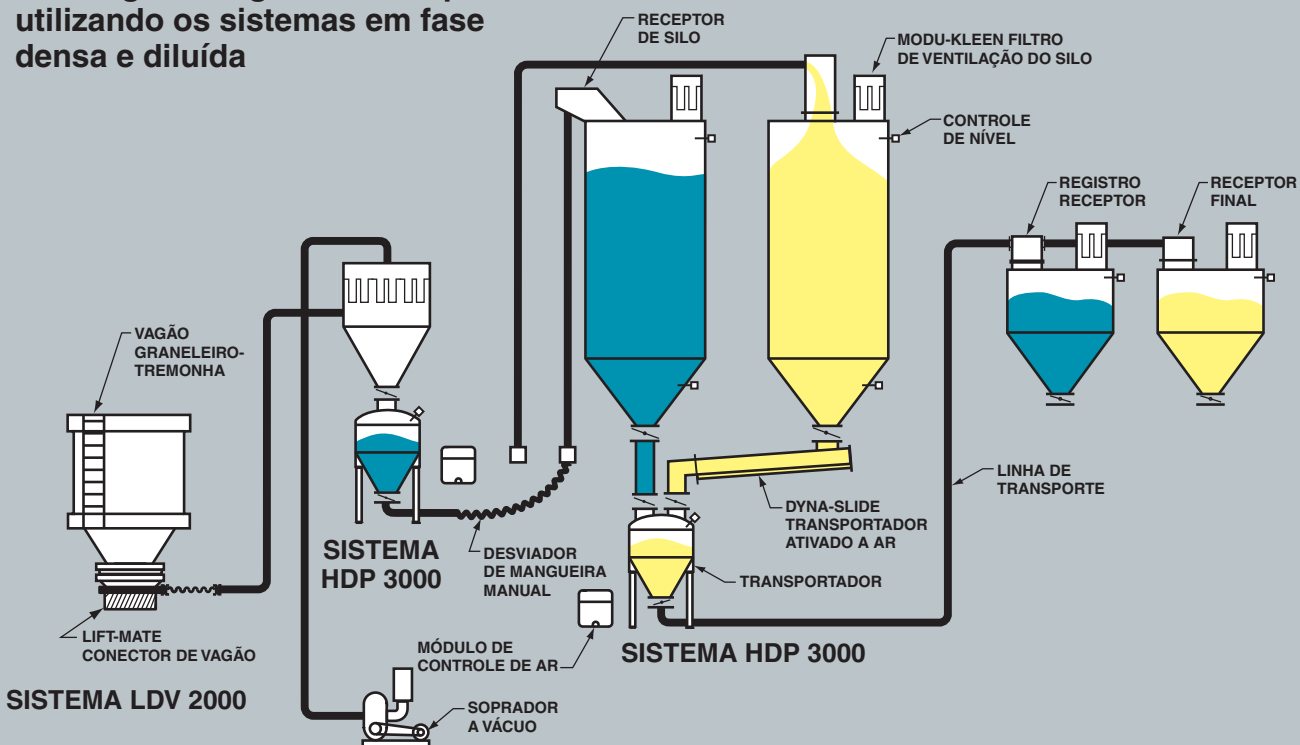 utilizando os sistemas em fase
densa e diluída
RECEPTOR
DE SILO
MODU-KLEEN FILTRO
DE VENTILAÇÃO DO SILO
CONTROLE
DE NÍVEL
REGISTRO
RECEPTOR
RECEPTOR
FINAL
VAGÃO
GRANELEIRO-
TREMONHA
LINHA DE
TRANSPORTE
DYNA-SLIDE
TRANSPORTADOR
ATIVADO A AR
SISTEMA
HDP 3000
DESVIADOR
DE MANGUEIRA
MANUAL
TRANSPORTADOR
LIFT-MATE
CONECTOR DE VAGÃO
MÓDULO DE
CONTROLE DE AR
SISTEMA HDP 3000
SISTEMA LDV 2000
SOPRADOR
A VÁCUO